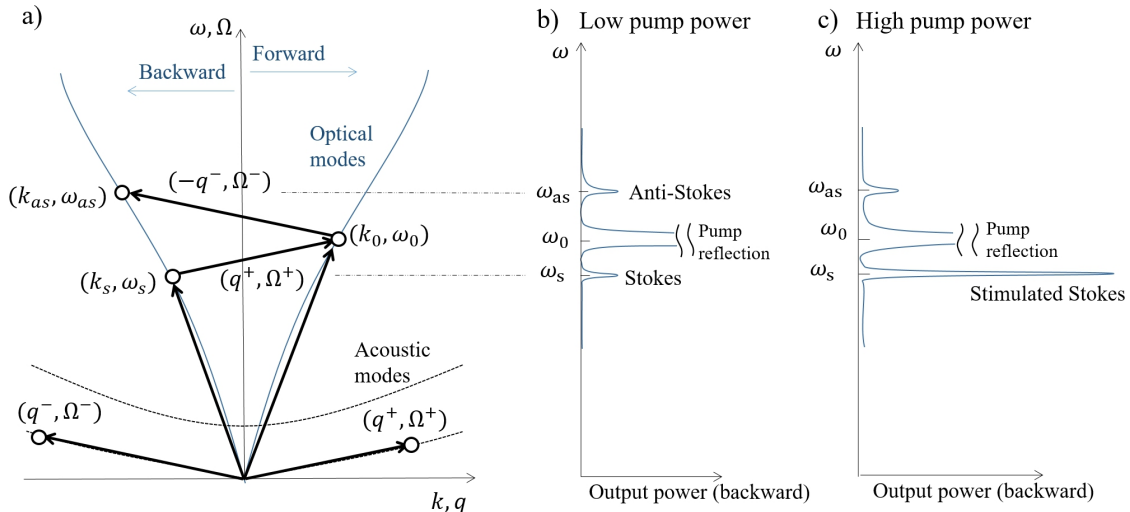 a)
ω, Ω
Forward
Backward
Optical
modes
(−q⁻, Ω⁻)
(k_as, ω_as)
(k_0, ω_0)
(k_s, ω_s)
(q⁺, Ω⁺)
Acoustic
modes
(q⁻, Ω⁻)
(q⁺, Ω⁺)
k, q
b) Low pump power
ω
ω_as
Anti-Stokes
ω_0
Pump
reflection
ω_s
Stokes
Output power (backward)
c) High pump power
ω
ω_as
ω_0
Pump
reflection
ω_s
Stimulated Stokes
Output power (backward)